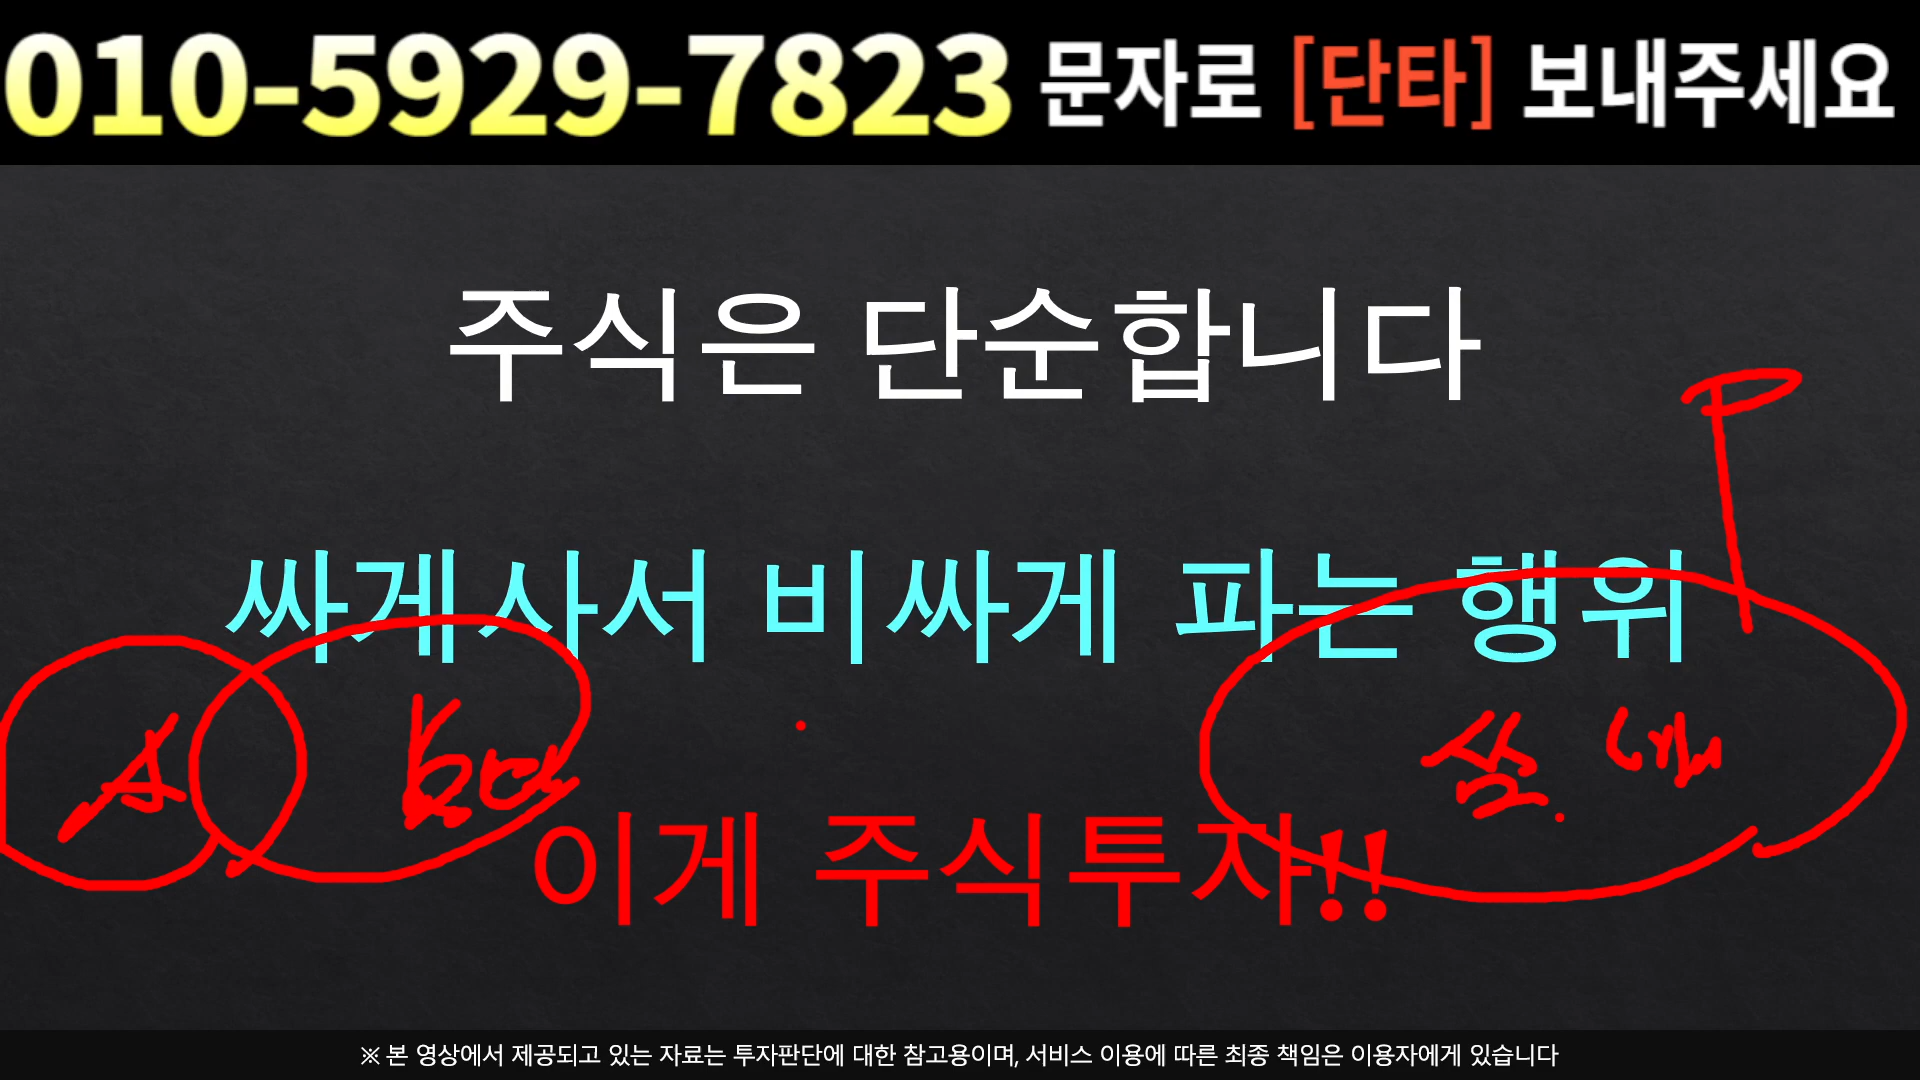 010-5929-7823 문자로 [단타] 보내주세요
주식은 단순합니다
싸게사서 비싸게 파는 행위
이게 주식투자!!
※ 본 영상에서 제공되고 있는 자료는 투자판단에 대한 참고용이며, 서비스 이용에 따른 최종 책임은 이용자에게 있습니다